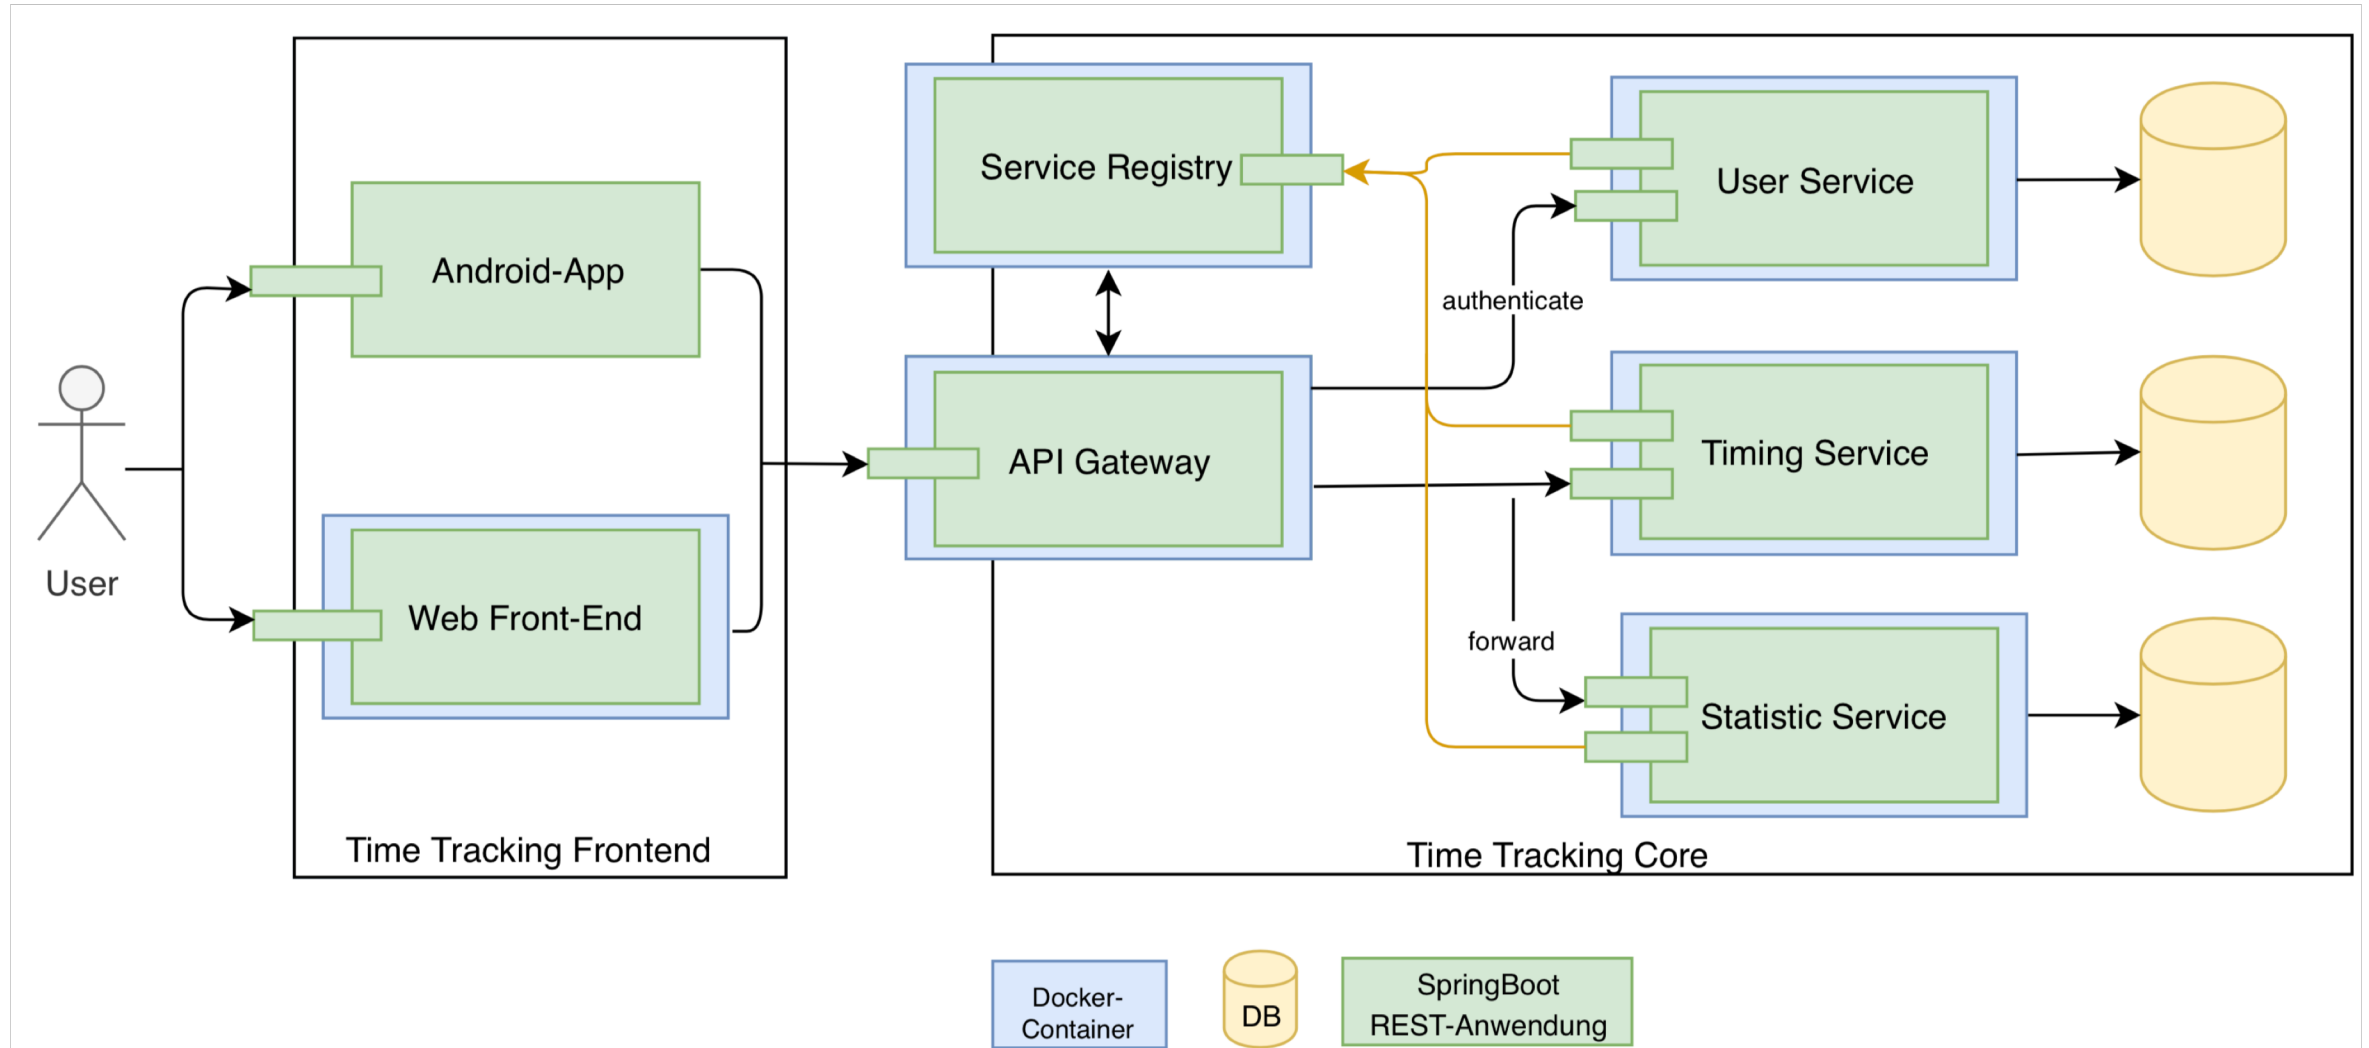 Service Registry
User Service
Android-App
authenticate
API Gateway
Timing Service
User
Web Front-End
forward
Statistic Service
Time Tracking Frontend
Time Tracking Core
Docker-
Container
DB
SpringBoot
REST-Anwendung